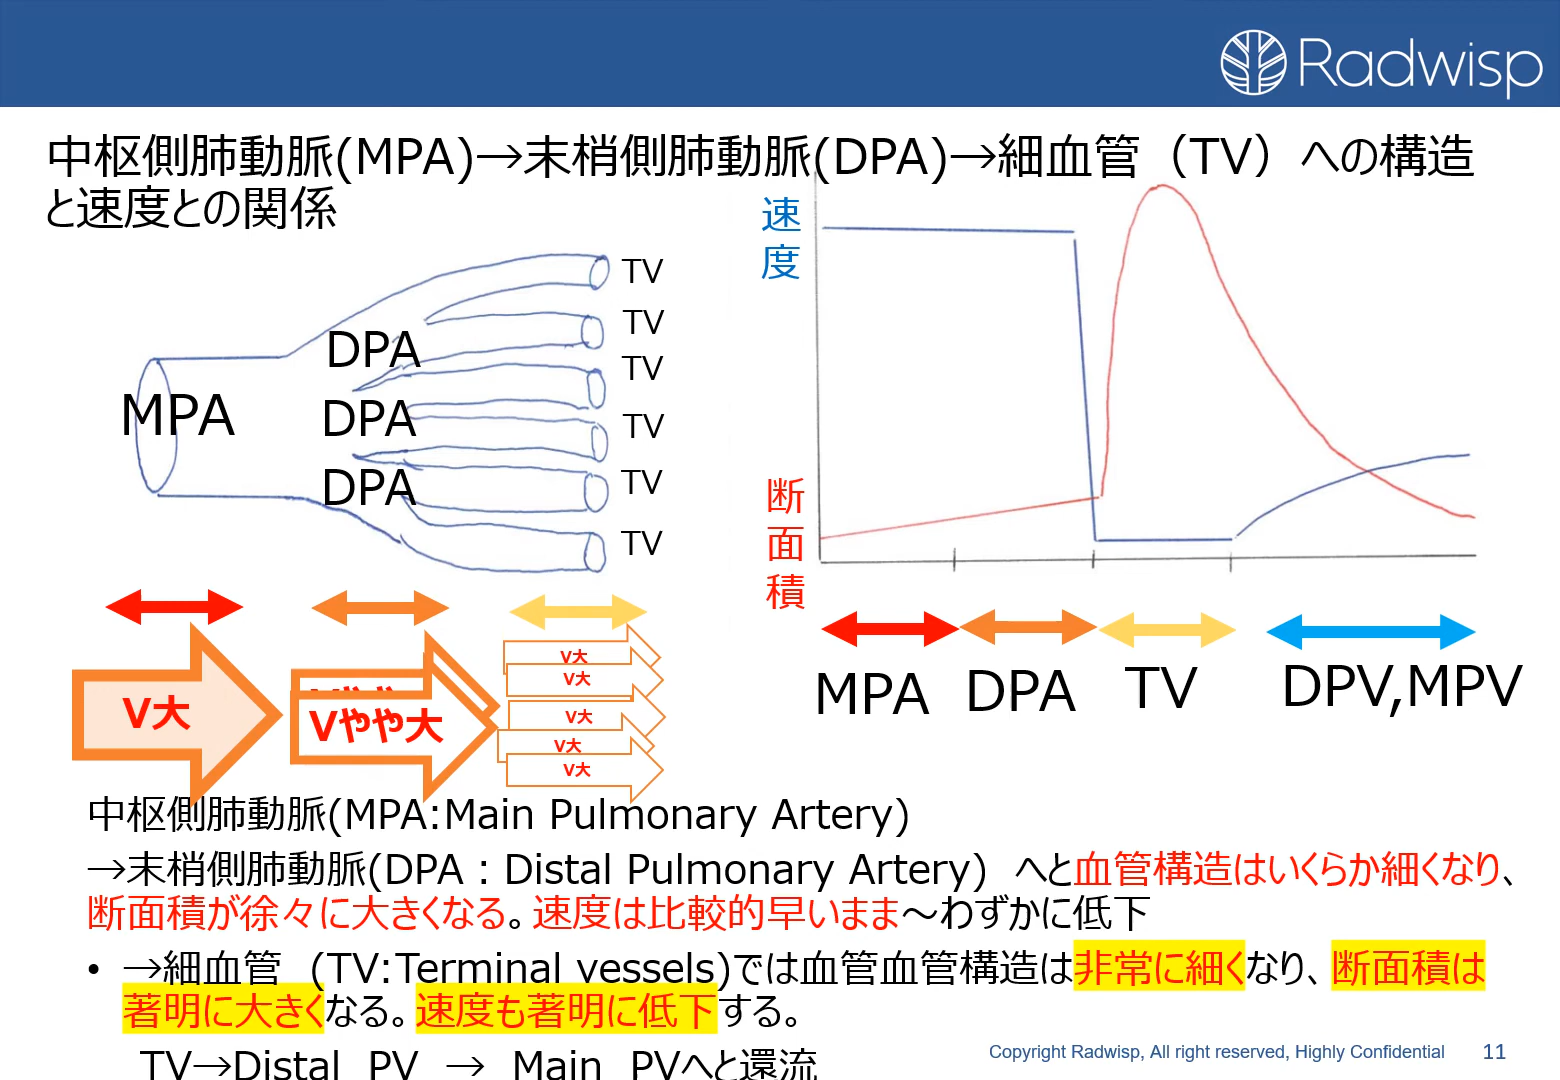 Radwisp
中枢側肺動脈(MPA)→末梢側肺動脈(DPA)→細血管（TV）への構造
と速度との関係
速度
断面積
MPA
DPA
DPA
DPA
TV
TV
TV
TV
TV
TV
V大
Vやや大
V大
V大
V大
V大
V大
MPA
DPA
TV
DPV,MPV
中枢側肺動脈(MPA:Main Pulmonary Artery)
→末梢側肺動脈(DPA：Distal Pulmonary Artery) へと血管構造はいくらか細くなり、
断面積が徐々に大きくなる。速度は比較的早いまま～わずかに低下
• →細血管 (TV:Terminal vessels)では血管血管構造は非常に細くなり、断面積は
著明に大きくなる。速度も著明に低下する。
TV→Distal PV → Main PVへと還流
Copyright Radwisp, All right reserved, Highly Confidential
11